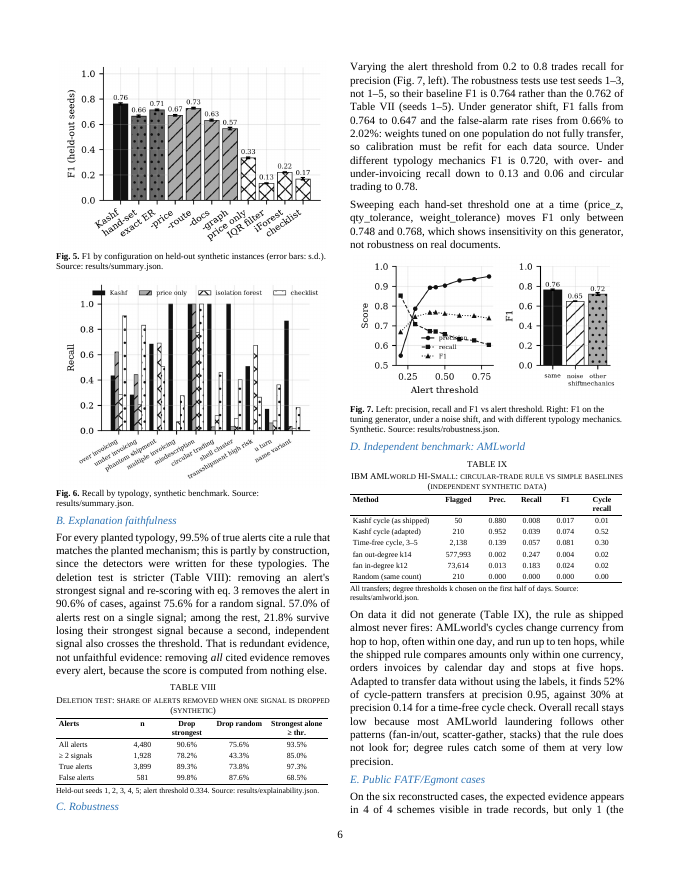 1.0
0.8
0.6
0.4
0.2
0.0
F1 (held-out seeds)
0.76
0.66
0.71
0.67
0.73
0.63
0.57
0.33
0.13
0.22
0.17
Kashf
hand-set
exact ER
-price
-route
-docs
-graph
price only
IQR filter
iForest
checklist
Fig. 5. F1 by configuration on held-out synthetic instances (error bars: s.d.).
Source: results/summary.json.
Kashf
price only
isolation forest
checklist
1.0
0.8
0.6
0.4
0.2
0.0
Recall
over invoicing
under invoicing
phantom shipment
multiple invoicing
misdescription
circular trading
shell cluster
transshipment high risk
u turn
name variant
Fig. 6. Recall by typology, synthetic benchmark. Source:
results/summary.json.
B. Explanation faithfulness
For every planted typology, 99.5% of true alerts cite a rule that
matches the planted mechanism; this is partly by construction,
since the detectors were written for these typologies. The
deletion test is stricter (Table VIII): removing an alert's
strongest signal and re-scoring with eq. 3 removes the alert in
90.6% of cases, against 75.6% for a random signal. 57.0% of
alerts rest on a single signal; among the rest, 21.8% survive
losing their strongest signal because a second, independent
signal also crosses the threshold. That is redundant evidence,
not unfaithful evidence: removing all cited evidence removes
every alert, because the score is computed from nothing else.
TABLE VIII
DELETION TEST: SHARE OF ALERTS REMOVED WHEN ONE SIGNAL IS DROPPED
(SYNTHETIC)
Alerts n Drop strongest Drop random Strongest alone ≥ thr.
All alerts 4,480 90.6% 75.6% 93.5%
≥ 2 signals 1,928 78.2% 43.3% 85.0%
True alerts 3,899 89.3% 73.8% 97.3%
False alerts 581 99.8% 87.6% 68.5%
Held-out seeds 1, 2, 3, 4, 5; alert threshold 0.334. Source: results/explainability.json.
C. Robustness
Varying the alert threshold from 0.2 to 0.8 trades recall for
precision (Fig. 7, left). The robustness tests use test seeds 1–3,
not 1–5, so their baseline F1 is 0.764 rather than the 0.762 of
Table VII (seeds 1–5). Under generator shift, F1 falls from
0.764 to 0.647 and the false-alarm rate rises from 0.66% to
2.02%: weights tuned on one population do not fully transfer,
so calibration must be refit for each data source. Under
different typology mechanics F1 is 0.720, with over- and
under-invoicing recall down to 0.13 and 0.06 and circular
trading to 0.78.
Sweeping each hand-set threshold one at a time (price_z,
qty_tolerance, weight_tolerance) moves F1 only between
0.748 and 0.768, which shows insensitivity on this generator,
not robustness on real documents.
1.0
0.9
0.8
0.7
0.6
0.5
Score
0.25
0.50
0.75
Alert threshold
precision
recall
F1
1.0
0.8
0.6
0.4
0.2
0.0
F1
0.76
0.65
0.72
same
noise shift
other mechanics
Fig. 7. Left: precision, recall and F1 vs alert threshold. Right: F1 on the
tuning generator, under a noise shift, and with different typology mechanics.
Synthetic. Source: results/robustness.json.
D. Independent benchmark: AMLworld
TABLE IX
IBM AMLWORLD HI-SMALL: CIRCULAR-TRADE RULE VS SIMPLE BASELINES
(INDEPENDENT SYNTHETIC DATA)
Method Flagged Prec. Recall F1 Cycle recall
Kashf cycle (as shipped) 50 0.880 0.008 0.017 0.01
Kashf cycle (adapted) 210 0.952 0.039 0.074 0.52
Time-free cycle, 3–5 2,138 0.139 0.057 0.081 0.30
fan out-degree k14 577,993 0.002 0.247 0.004 0.02
fan in-degree k12 73,614 0.013 0.183 0.024 0.02
Random (same count) 210 0.000 0.000 0.000 0.00
All transfers; degree thresholds k chosen on the first half of days. Source:
results/amlworld.json.
On data it did not generate (Table IX), the rule as shipped
almost never fires: AMLworld's cycles change currency from
hop to hop, often within one day, and run up to ten hops, while
the shipped rule compares amounts only within one currency,
orders invoices by calendar day and stops at five hops.
Adapted to transfer data without using the labels, it finds 52%
of cycle-pattern transfers at precision 0.95, against 30% at
precision 0.14 for a time-free cycle check. Overall recall stays
low because most AMLworld laundering follows other
patterns (fan-in/out, scatter-gather, stacks) that the rule does
not look for; degree rules catch some of them at very low
precision.
E. Public FATF/Egmont cases
On the six reconstructed cases, the expected evidence appears
in 4 of 4 schemes visible in trade records, but only 1 (the
6